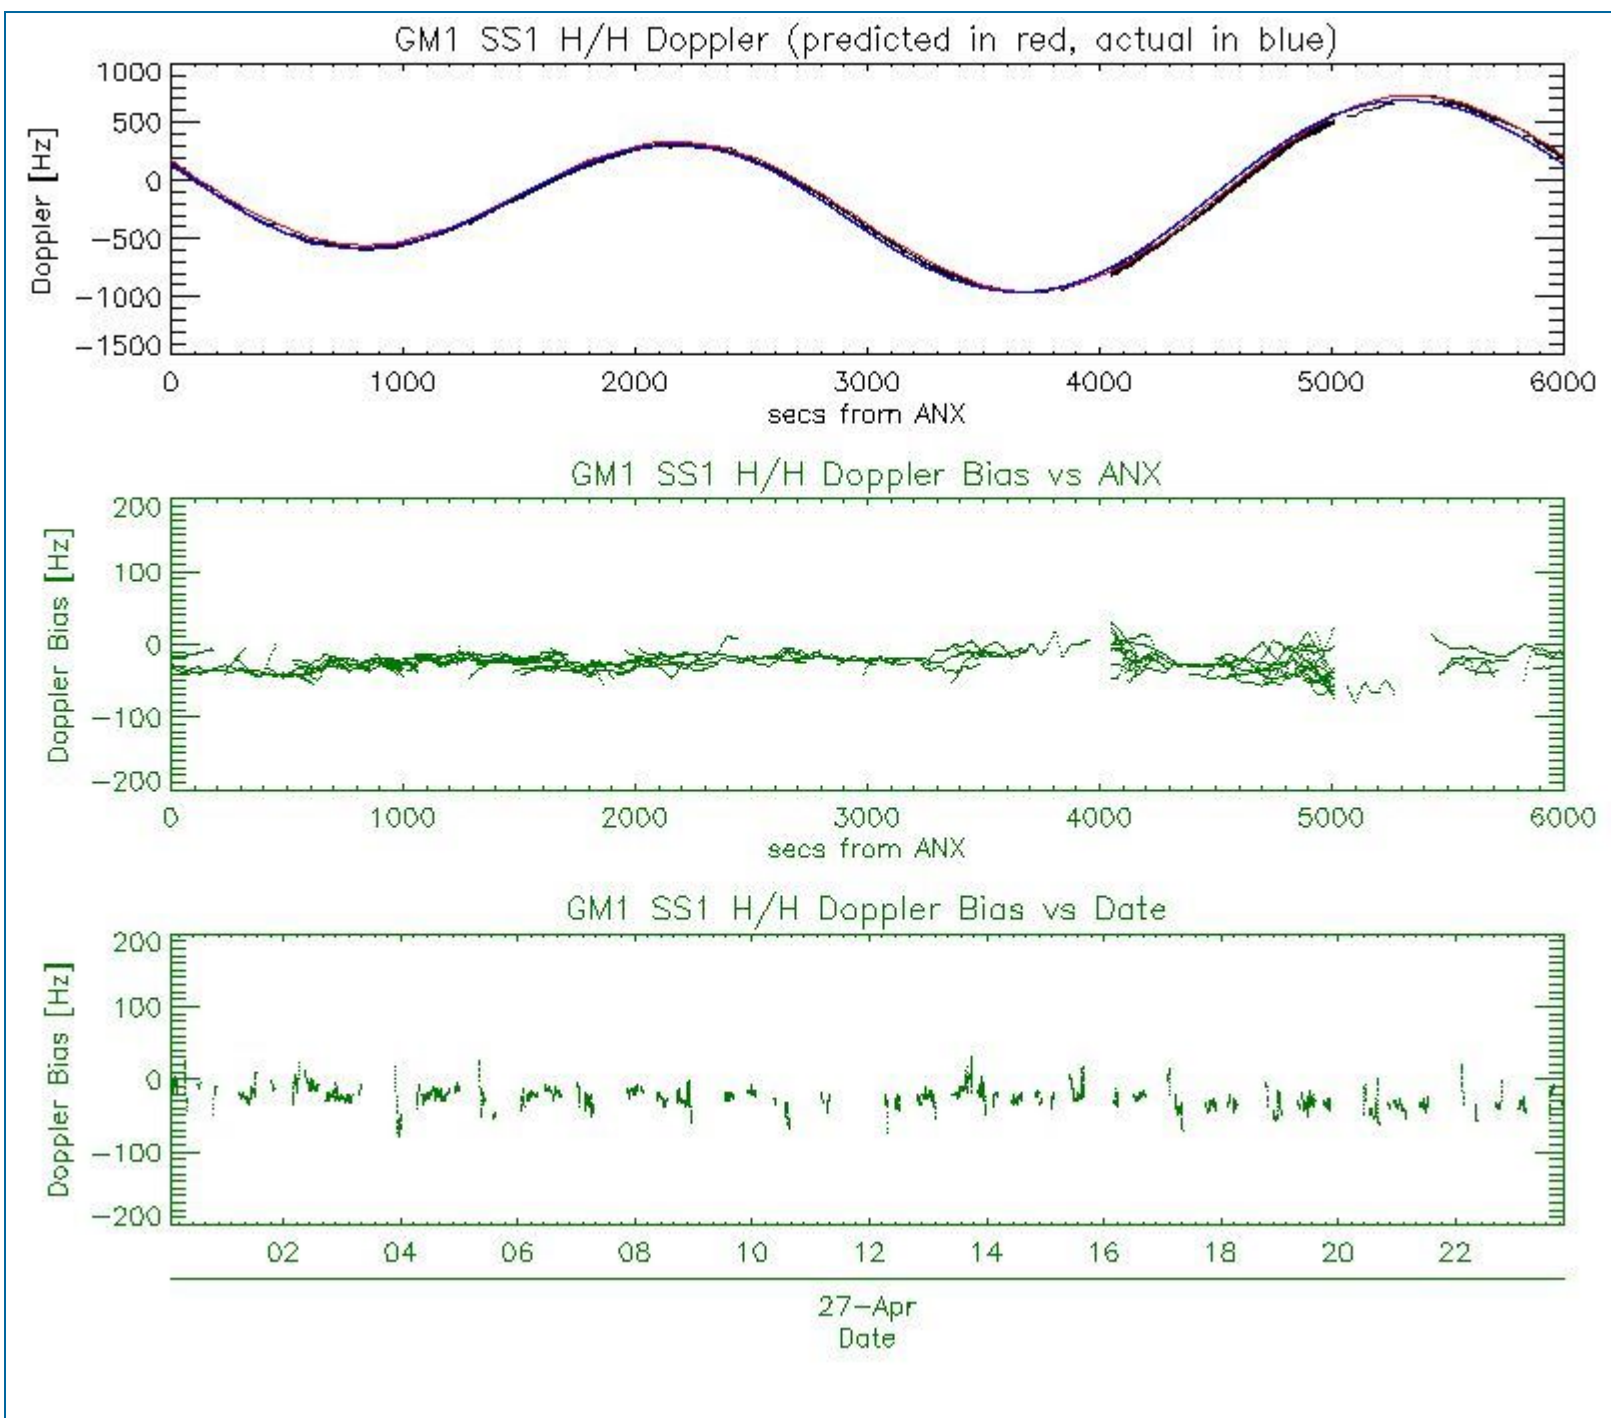 GM1 SS1 H/H Doppler (predicted in red, actual in blue)
1000
500
0
−500
−1000
−1500
Doppler [Hz]
0 1000 2000 3000 4000 5000 6000
secs from ANX
GM1 SS1 H/H Doppler Bias vs ANX
200
100
0
−100
−200
Doppler Bias [Hz]
0 1000 2000 3000 4000 5000 6000
secs from ANX
GM1 SS1 H/H Doppler Bias vs Date
200
100
0
−100
−200
Doppler Bias [Hz]
02 04 06 08 10 12 14 16 18 20 22
27−Apr
Date